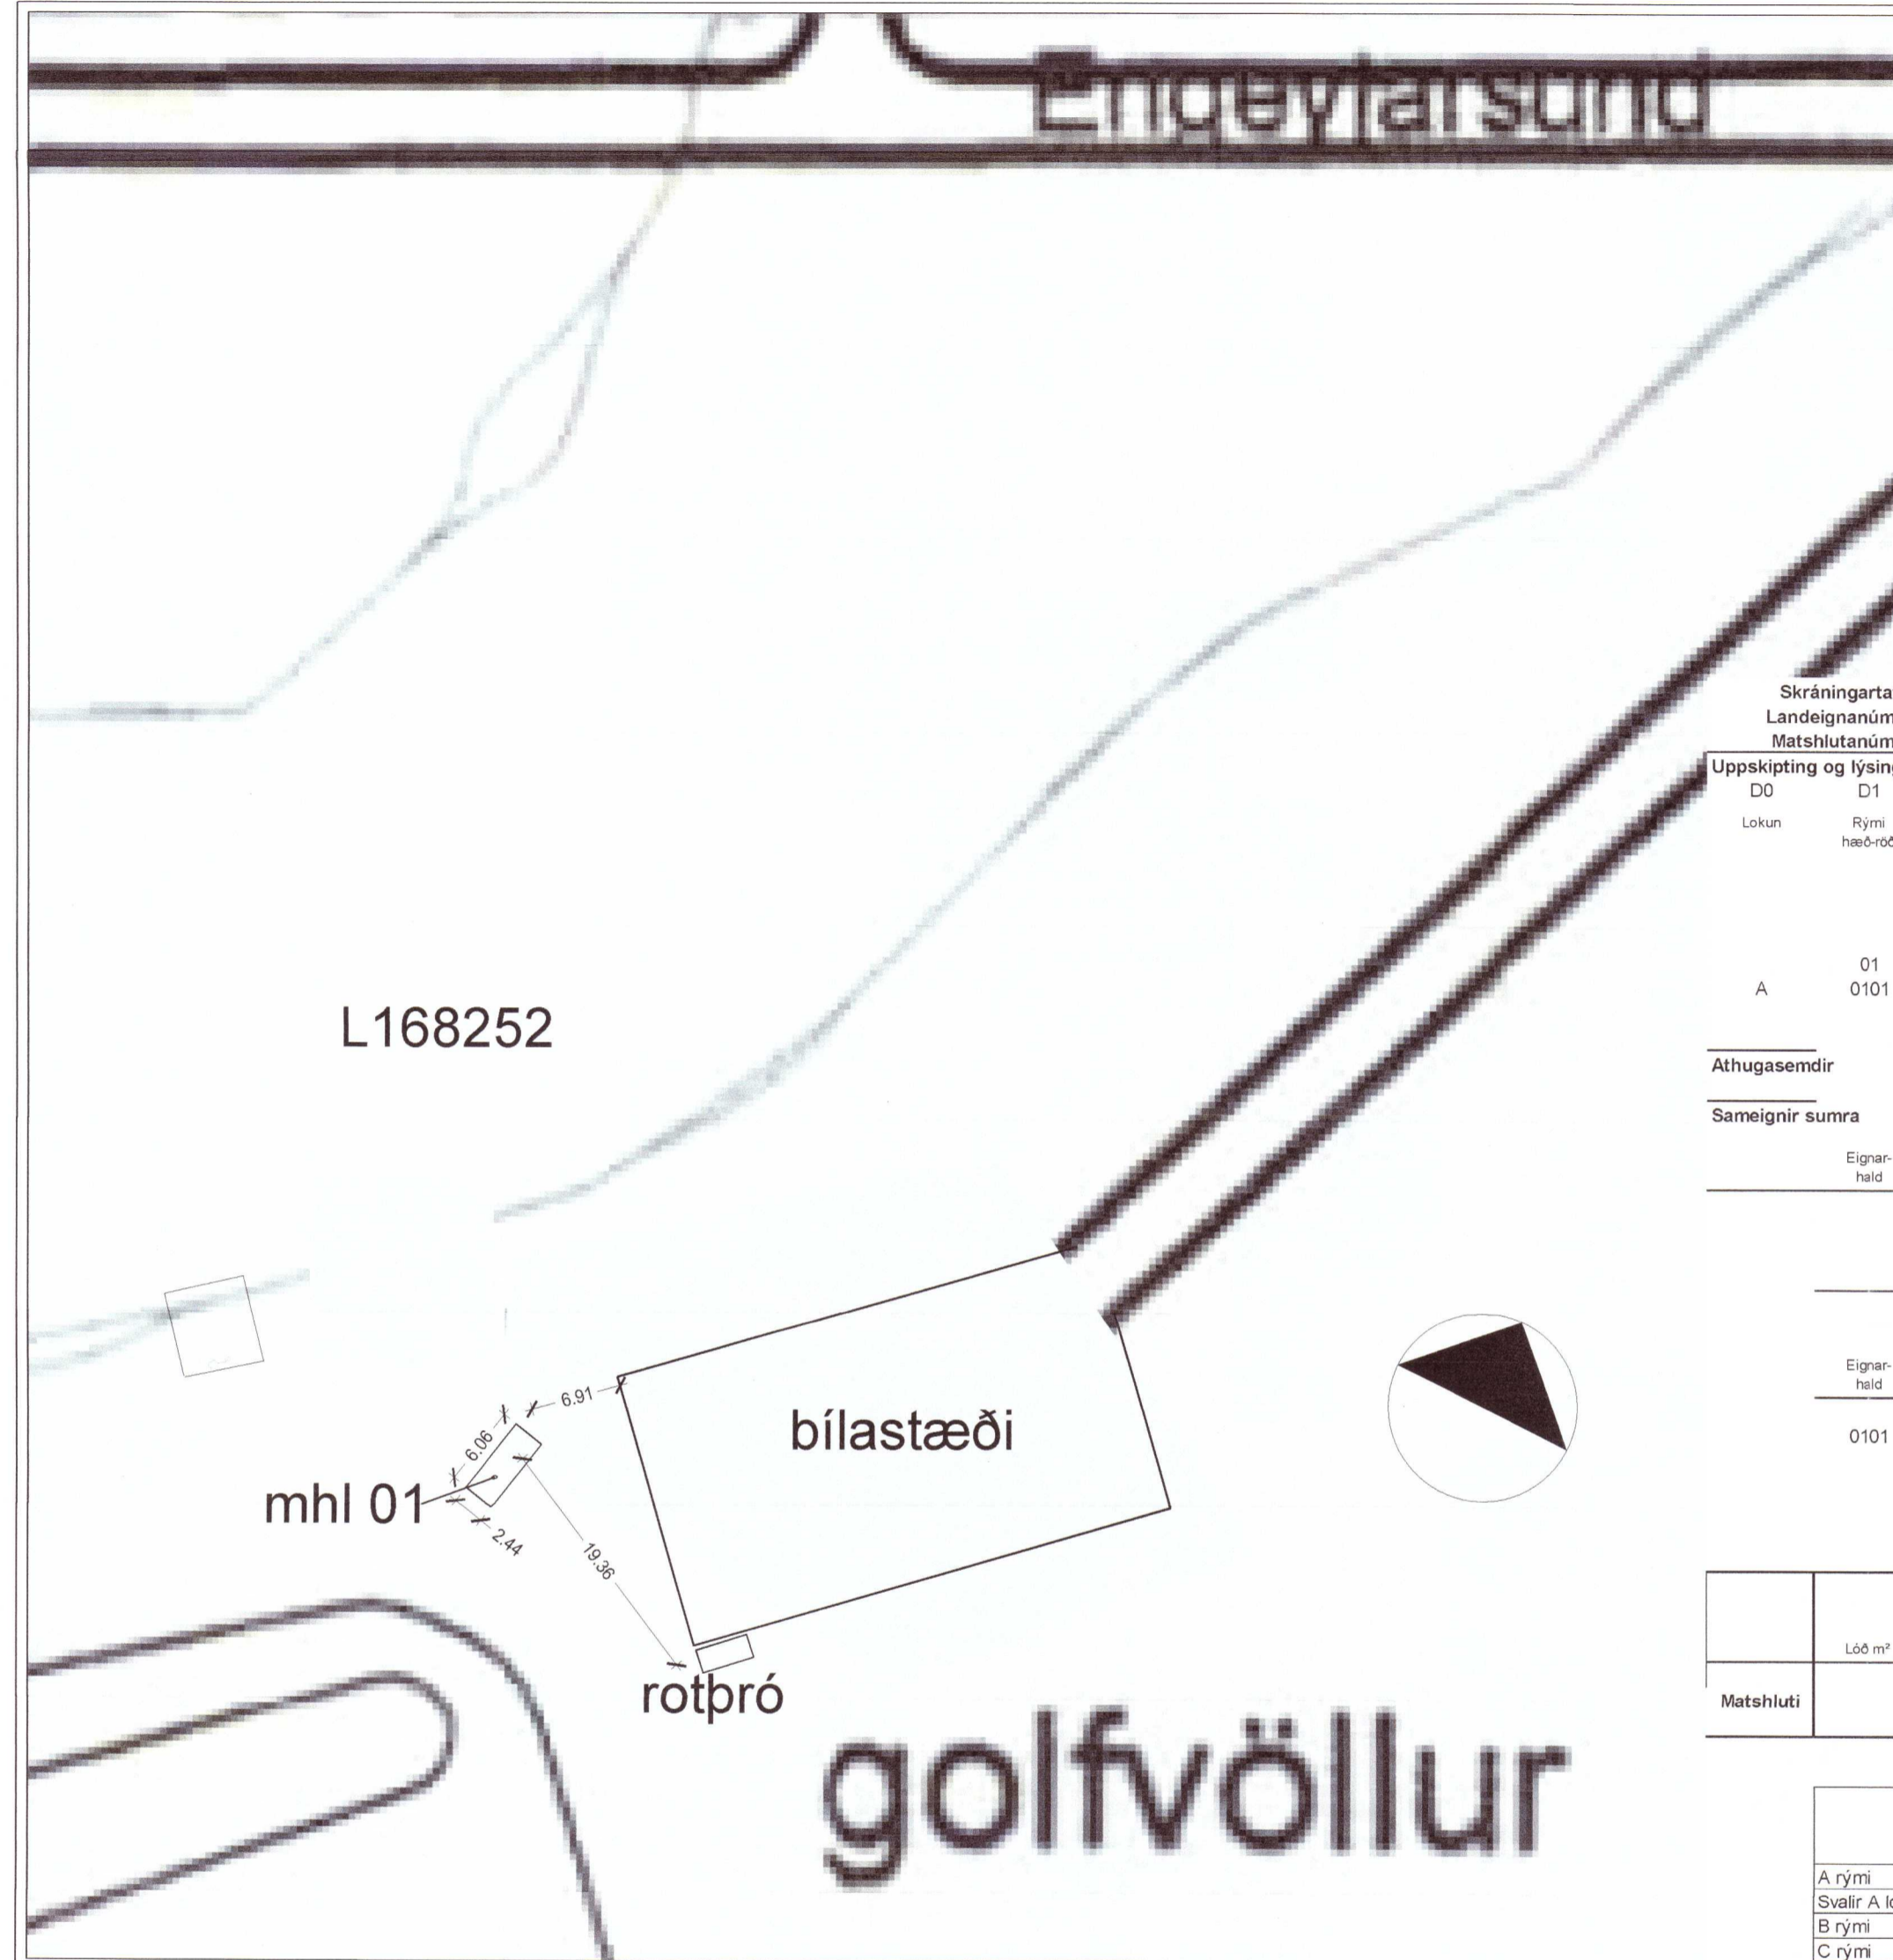 Engeyjarsund
L168252
6.91
6.06
bílastæði
mhl 01
2.44
19.36
rotþró
golfvöllur
Skráningarta
Landeignanúm
Matshlutanúm
Uppskipting og lýsing
D0 D1
Lokun Rými
hæð-röð
01
A 0101
Athugasemdir
Sameignir sumra
Eignar-
hald
Eignar-
hald
0101
Lóð m²
Matshluti
A rými
Svalir A lo
B rými
C rými